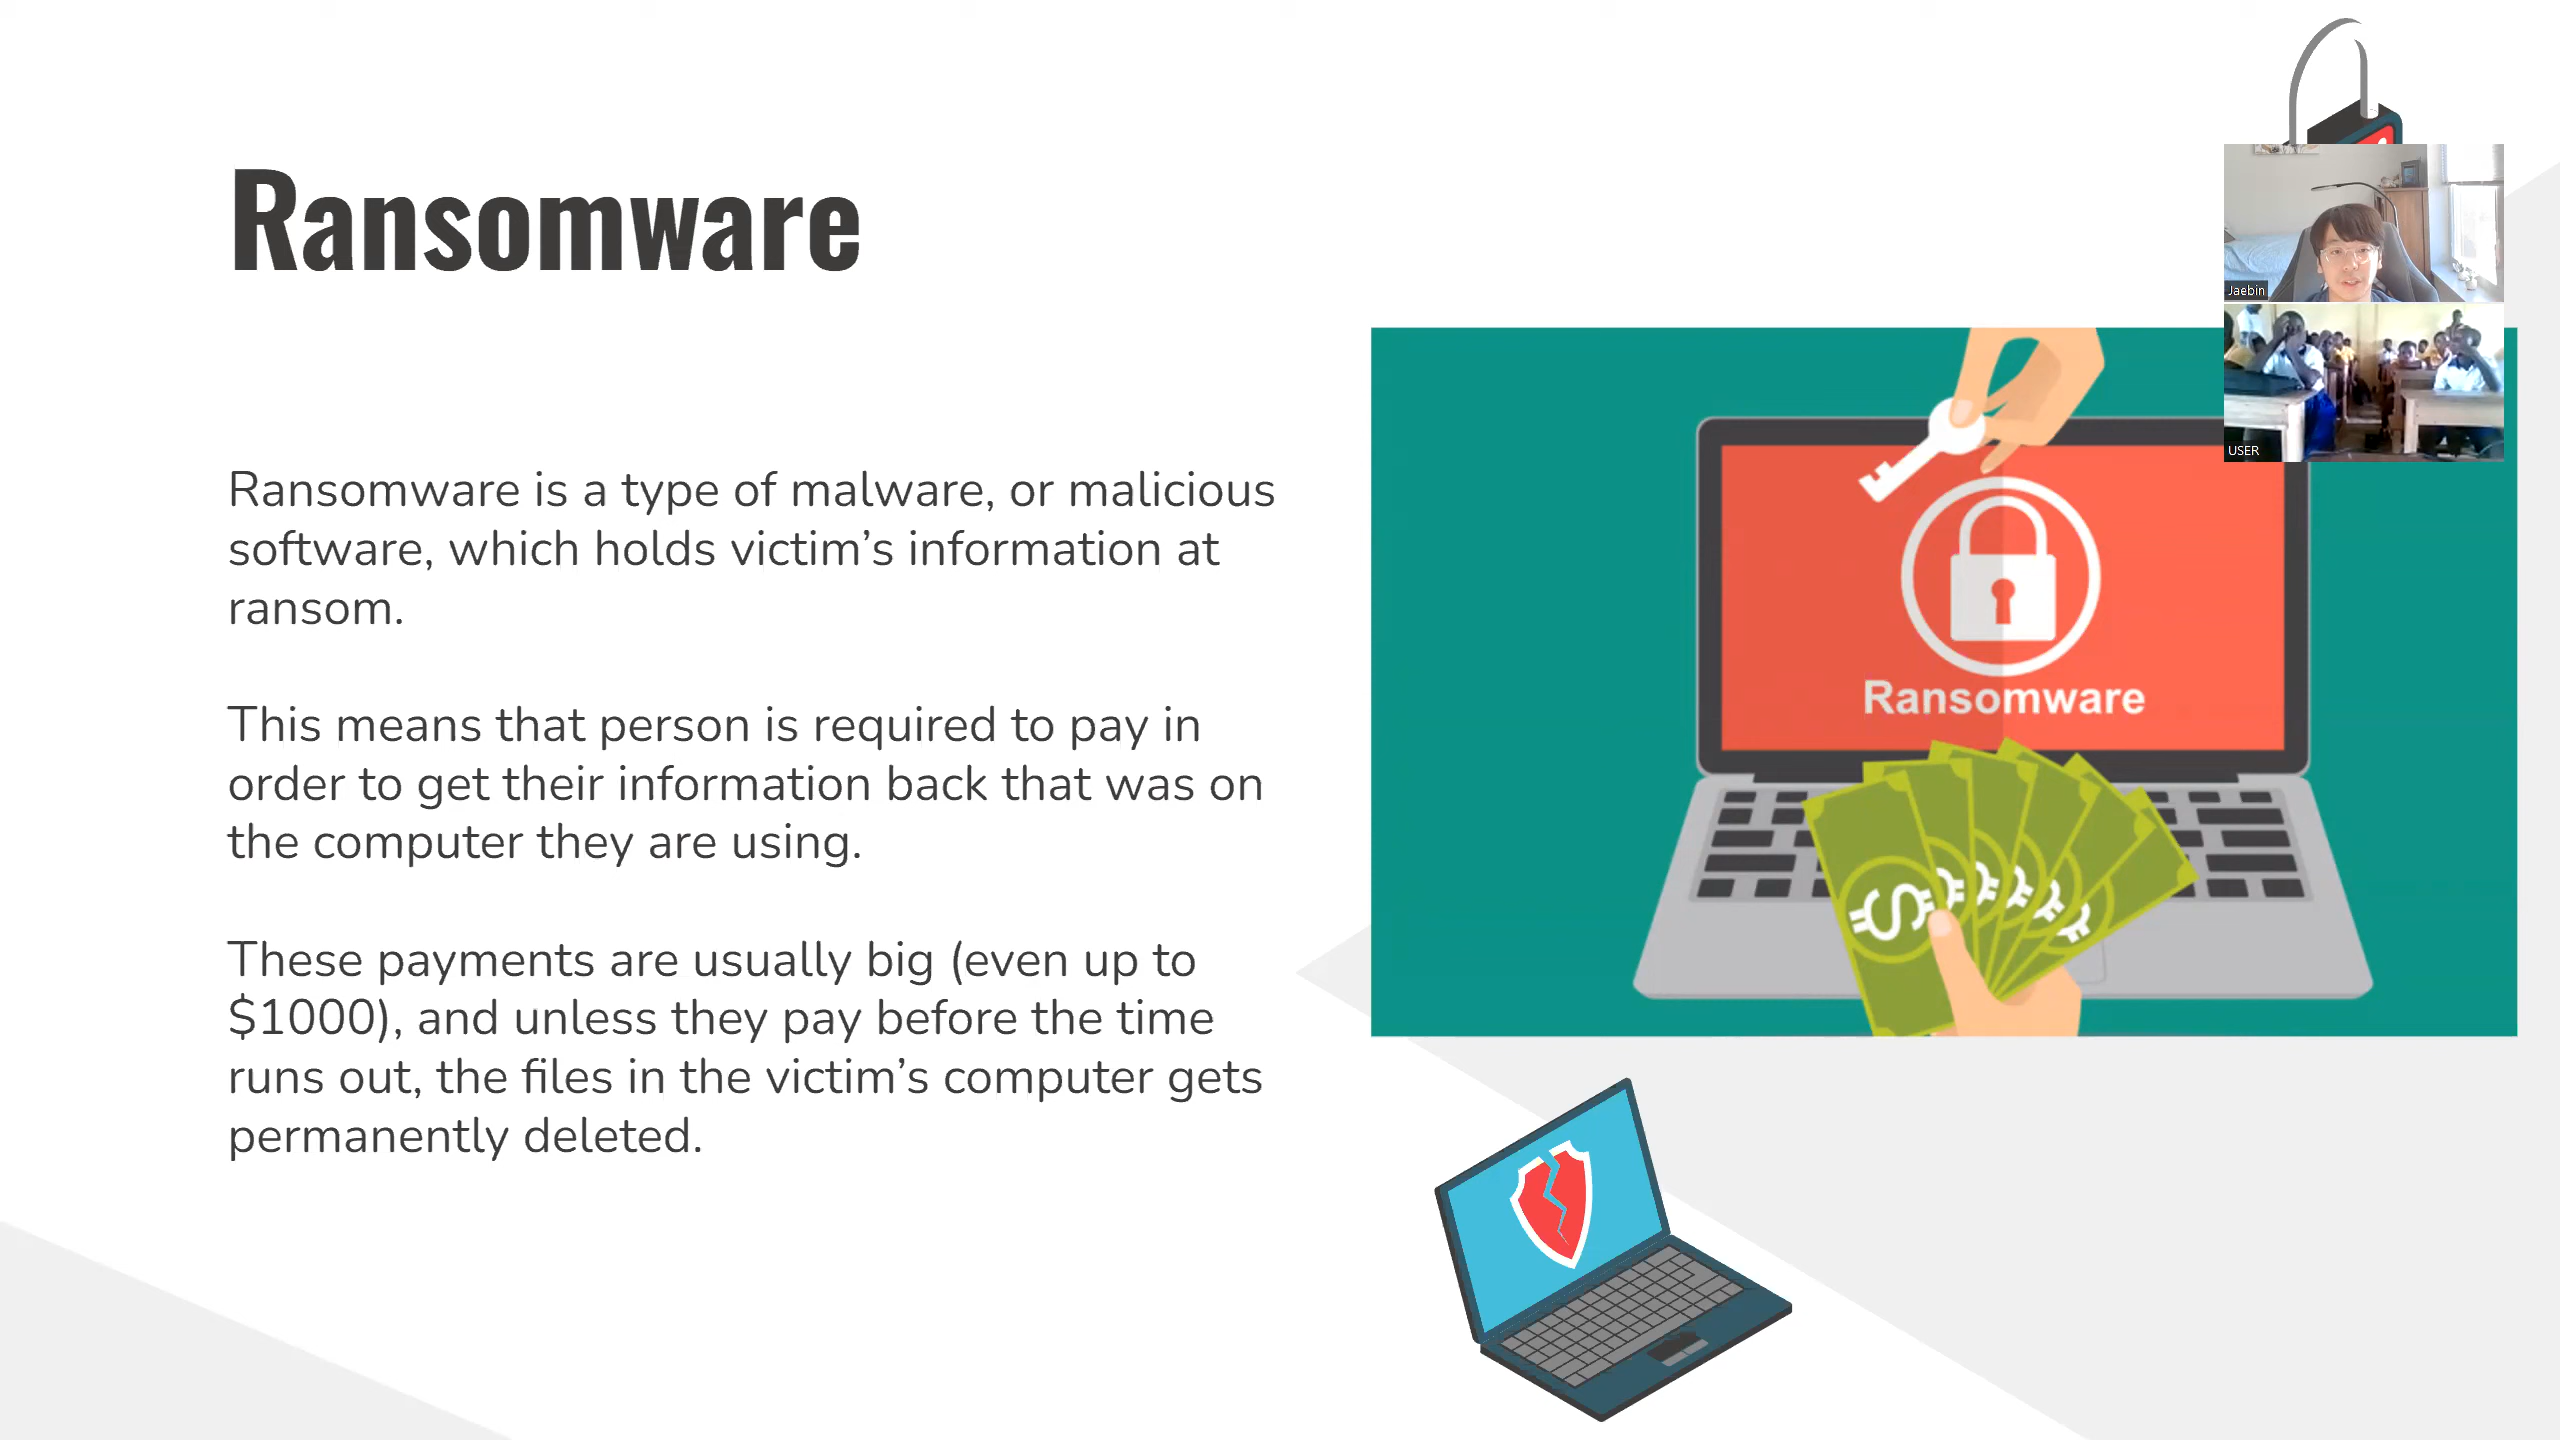 Ransomware
Ransomware is a type of malware, or malicious
software, which holds victim’s information at
ransom.
This means that person is required to pay in
order to get their information back that was on
the computer they are using.
These payments are usually big (even up to
$1000), and unless they pay before the time
runs out, the files in the victim’s computer gets
permanently deleted.
Jaebin
USER
Ransomware